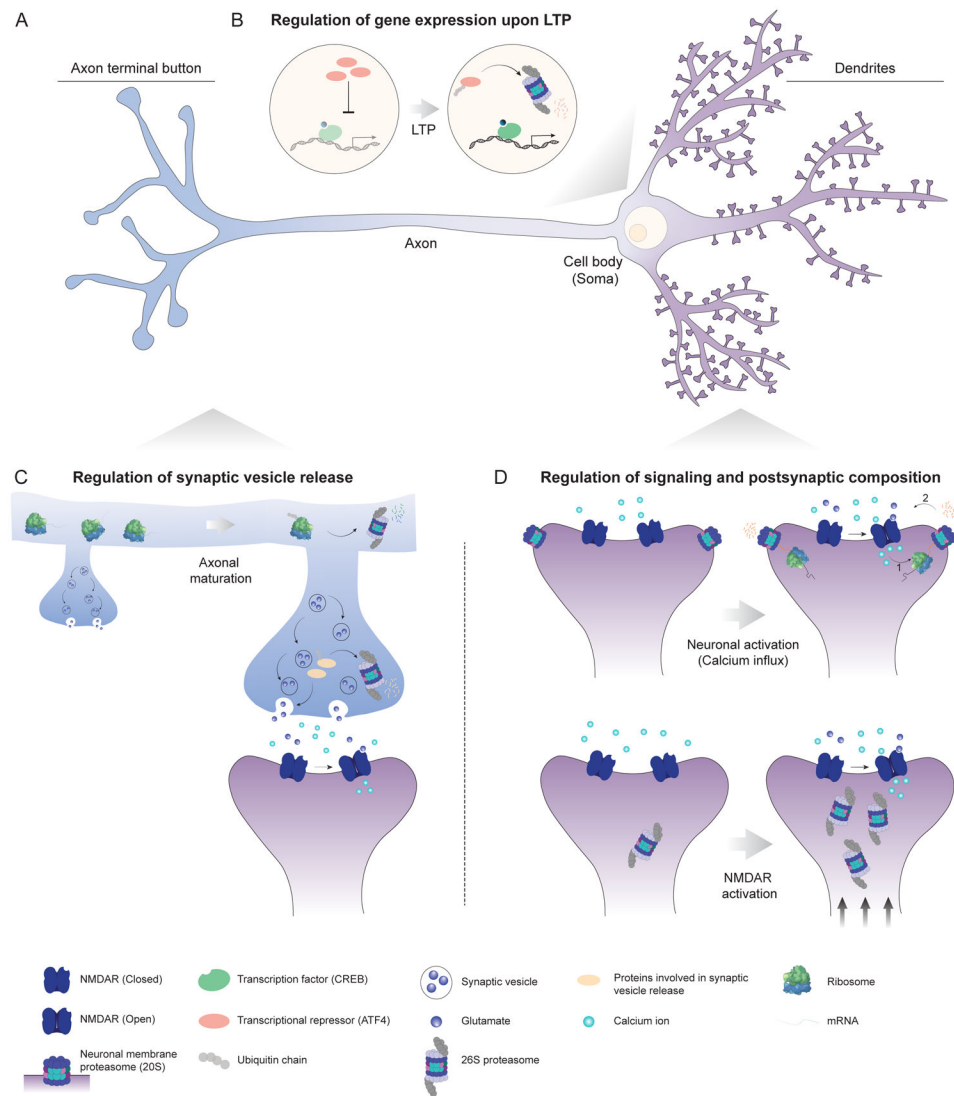 A
B
Regulation of gene expression upon LTP
Axon terminal button
Dendrites
LTP
Axon
Cell body
(Soma)
C
Regulation of synaptic vesicle release
D
Regulation of signaling and postsynaptic composition
Axonal
maturation
2
1
Neuronal activation
(Calcium influx)
NMDAR
activation
NMDAR (Closed)
Transcription factor (CREB)
Synaptic vesicle
Proteins involved in synaptic
vesicle release
Ribosome
NMDAR (Open)
Transcriptional repressor (ATF4)
Glutamate
Calcium ion
mRNA
Neuronal membrane
proteasome (20S)
Ubiquitin chain
26S proteasome